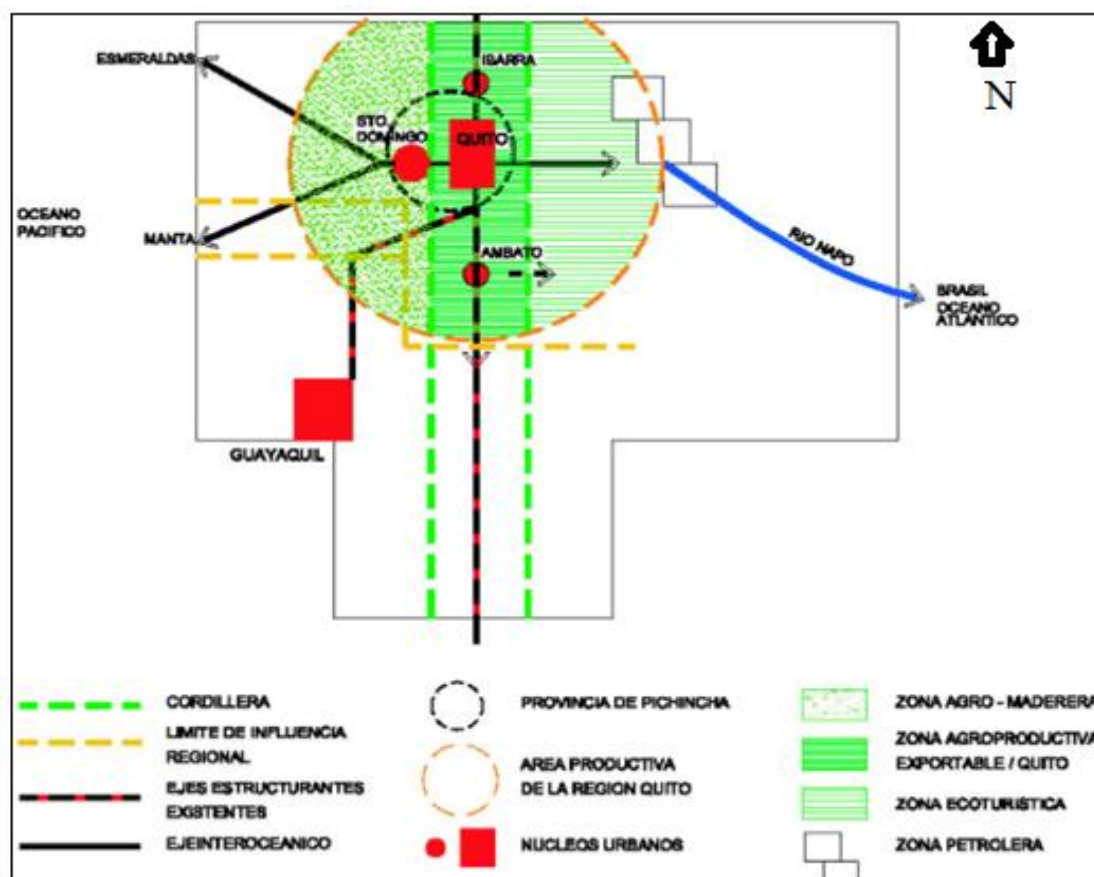 N
ESMERALDAS
IBARRA
STO.
DOMINGO
QUITO
OCEANO
PACIFICO
MANTA
AMBATO
RIO NAPO
BRASIL
OCEANO
ATLÁNTICO
GUAYAQUIL
CORDILLERA
LIMITE DE INFLUENCIA
REGIONAL
EJES ESTRUCTURANTES
EXISTENTES
EJEINTEROCEANICO
PROVINCIA DE PICHINCHA
AREA PRODUCTIVA
DE LA REGION QUITO
NUCLEOS URBANOS
ZONA AGRO - MADERERA
ZONA AGROPRODUCTIVA
EXPORTABLE / QUITO
ZONA ECOTURISTICA
ZONA PETROLERA